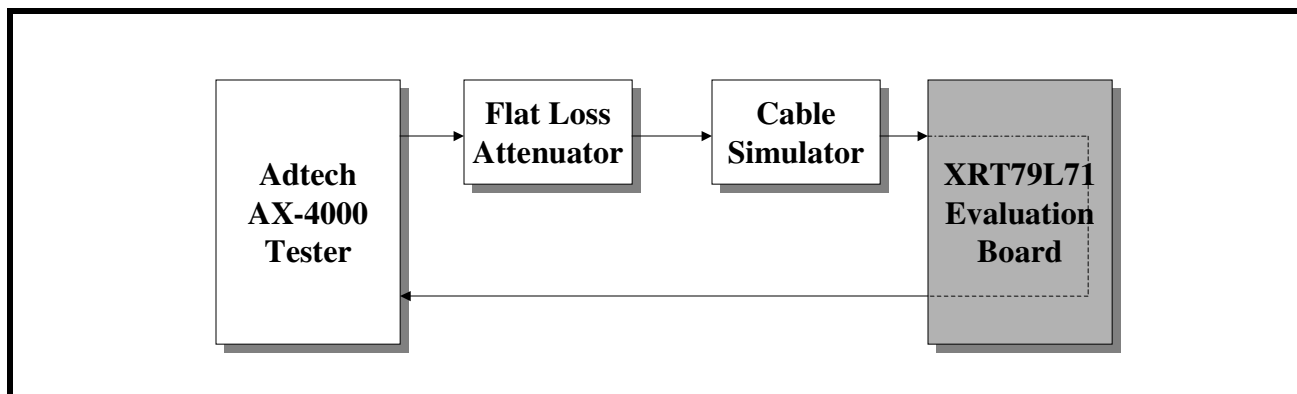 Adtech
AX-4000
Tester
Flat Loss
Attenuator
Cable
Simulator
XRT79L71
Evaluation
Board